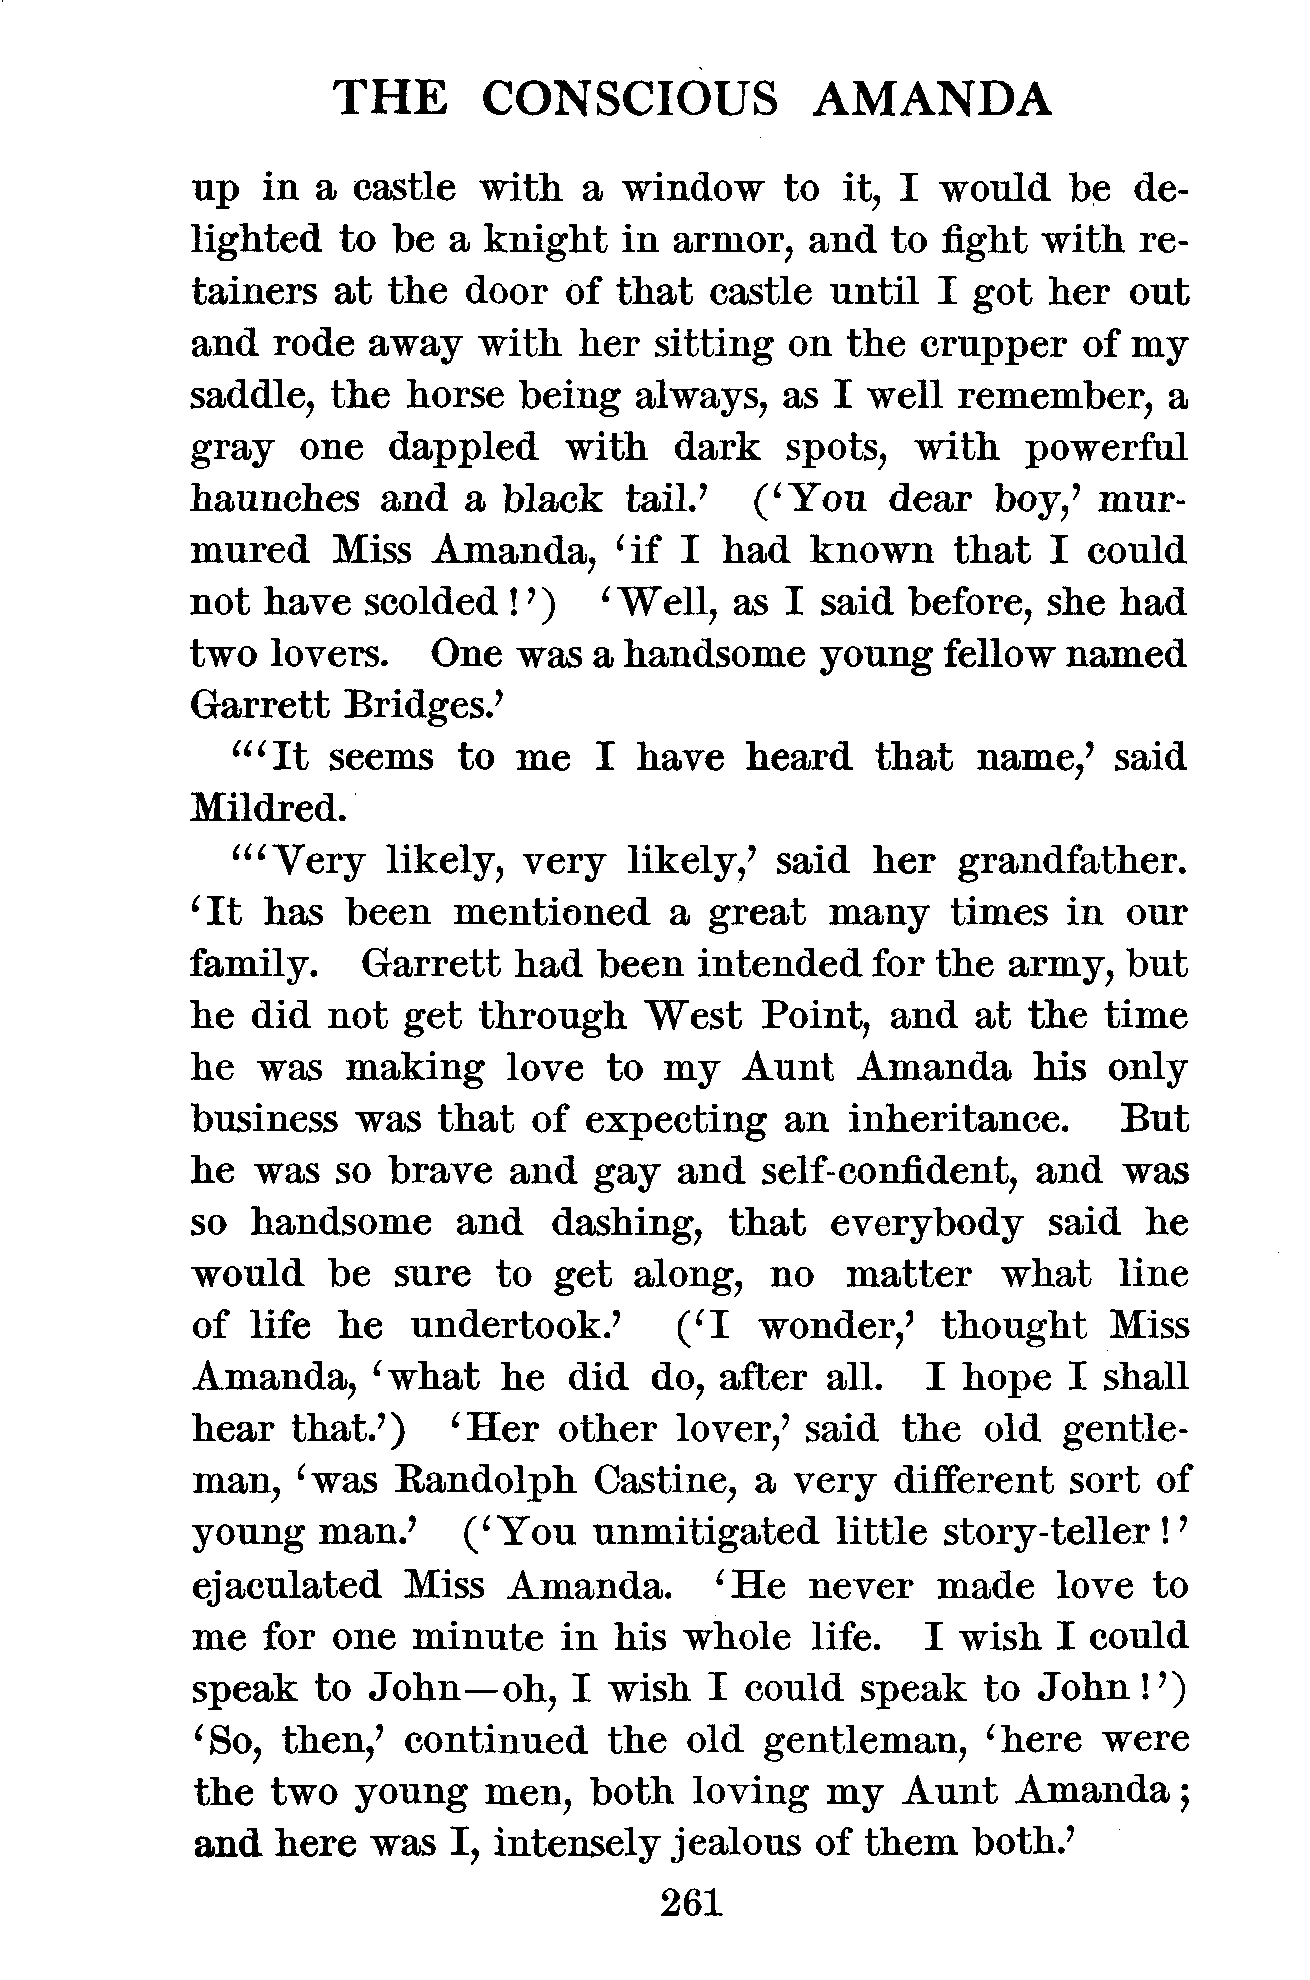 THE CONSCIOUS AMANDA
up in a castle with a window to it, I would be de-
lighted to be a knight in armor, and to fight with re-
tainers at the door of that castle until I got her out
and rode away with her sitting on the crupper of my
saddle, the horse being always, as I well remember, a
gray one dappled with dark spots, with powerful
haunches and a black tail.’ (‘You dear boy,’ mur-
mured Miss Amanda, ‘if I had known that I could
not have scolded!’) ‘Well, as I said before, she had
two lovers. One was a handsome young fellow named
Garrett Bridges.’
“‘It seems to me I have heard that name,’ said
Mildred.
“‘Very likely, very likely,’ said her grandfather.
‘It has been mentioned a great many times in our
family. Garrett had been intended for the army, but
he did not get through West Point, and at the time
he was making love to my Aunt Amanda his only
business was that of expecting an inheritance. But
he was so brave and gay and self-confident, and was
so handsome and dashing, that everybody said he
would be sure to get along, no matter what line
of life he undertook.’ (‘I wonder,’ thought Miss
Amanda, ‘what he did do, after all. I hope I shall
hear that.’) ‘Her other lover,’ said the old gentle-
man, ‘was Randolph Castine, a very different sort of
young man.’ (‘You unmitigated little story-teller!’
ejaculated Miss Amanda. ‘He never made love to
me for one minute in his whole life. I wish I could
speak to John—oh, I wish I could speak to John!’)
‘So, then,’ continued the old gentleman, ‘here were
the two young men, both loving my Aunt Amanda;
and here was I, intensely jealous of them both.’
261